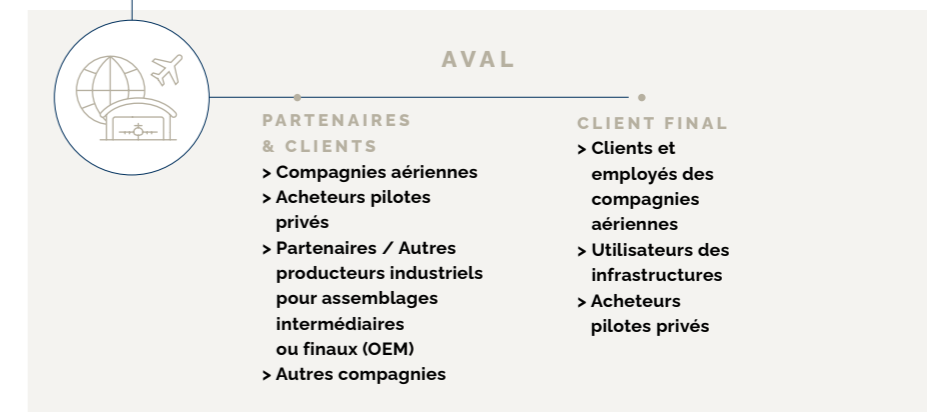 AVAL
PARTENAIRES
& CLIENTS
> Compagnies aériennes
> Acheteurs pilotes
privés
> Partenaires / Autres
producteurs industriels
pour assemblages
intermédiaires
ou finaux (OEM)
> Autres compagnies
CLIENT FINAL
> Clients et
employés des
compagnies
aériennes
> Utilisateurs des
infrastructures
> Acheteurs
pilotes privés